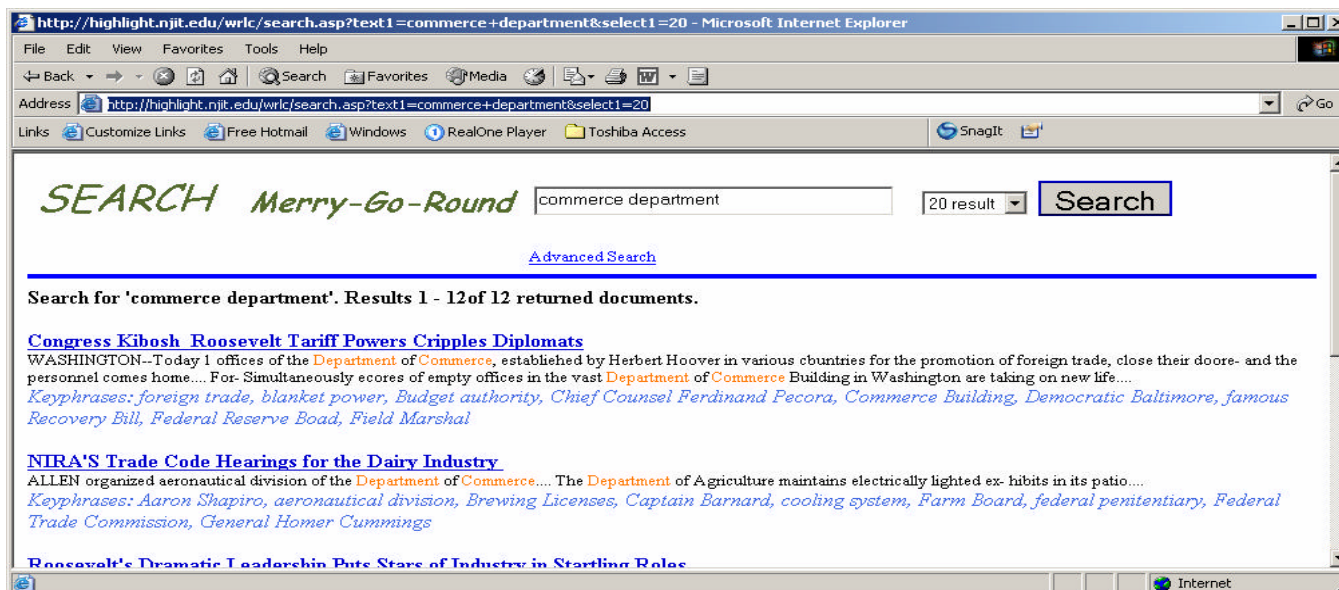 http://highlight.njit.edu/wrlc/search.asp?text1=commerce+department&select1=20 - Microsoft Internet Explorer
File Edit View Favorites Tools Help
Back Search Favorites Media
Address http://highlight.njit.edu/wrlc/search.asp?text1=commerce+department&select1=20 Go
Links Customize Links Free Hotmail Windows RealOne Player Toshiba Access SnagIt
SEARCH Merry-Go-Round commerce department 20 result Search
Advanced Search
Search for 'commerce department'. Results 1 - 12of 12 returned documents.
Congress Kibosh Roosevelt Tariff Powers Cripples Diplomats
WASHINGTON--Today 1 offices of the Department of Commerce, establiehed by Herbert Hoover in various cbuntries for the promotion of foreign trade, close their doore- and the
personnel comes home.... For- Simultaneously ecores of empty offices in the vast Department of Commerce Building in Washington are taking on new life....
Keyphrases: foreign trade, blanket power, Budget authority, Chief Counsel Ferdinand Pecora, Commerce Building, Democratic Baltimore, famous
Recovery Bill, Federal Reserve Boad, Field Marshal
NIRA'S Trade Code Hearings for the Dairy Industry
ALLEN organized aeronautical division of the Department of Commerce.... The Department of Agriculture maintains electrically lighted ex- hibits in its patio....
Keyphrases: Aaron Shapiro, aeronautical division, Brewing Licenses, Captain Barnard, cooling system, Farm Board, federal penitentiary, Federal
Trade Commission, General Homer Cummings
Roosevelt's Dramatic Leadership Puts Stars of Industry in Startling Roles
Internet